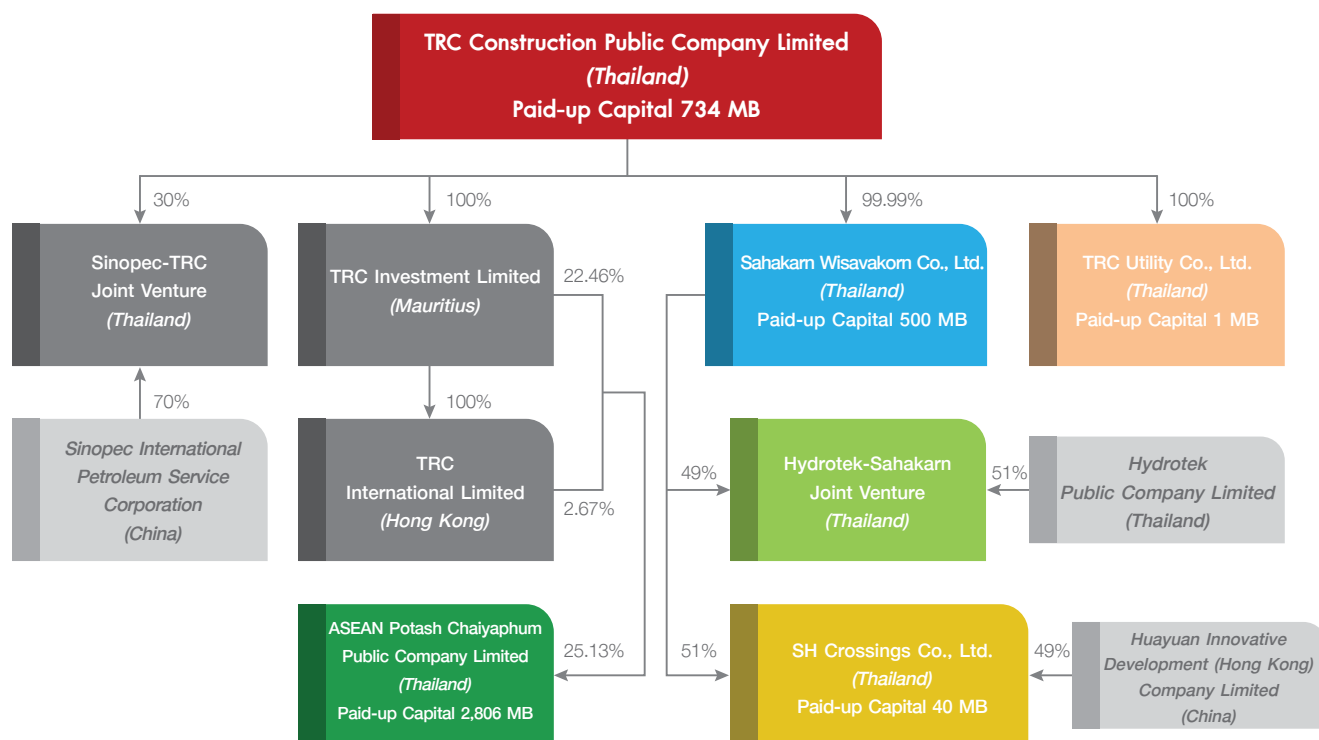 TRC Construction Public Company Limited
(Thailand)
Paid-up Capital 734 MB
30%
100%
99.99%
100%
Sinopec-TRC
Joint Venture
(Thailand)
TRC Investment Limited
(Mauritius)
22.46%
Sahakarn Wisavakorn Co., Ltd.
(Thailand)
Paid-up Capital 500 MB
TRC Utility Co., Ltd.
(Thailand)
Paid-up Capital 1 MB
70%
100%
Sinopec International
Petroleum Service
Corporation
(China)
TRC
International Limited
(Hong Kong)
2.67%
49%
Hydrotek-Sahakarn
Joint Venture
(Thailand)
51%
Hydrotek
Public Company Limited
(Thailand)
ASEAN Potash Chaiyaphum
Public Company Limited
(Thailand)
Paid-up Capital 2,806 MB
25.13%
51%
SH Crossings Co., Ltd.
(Thailand)
Paid-up Capital 40 MB
49%
Huayuan Innovative
Development (Hong Kong)
Company Limited
(China)